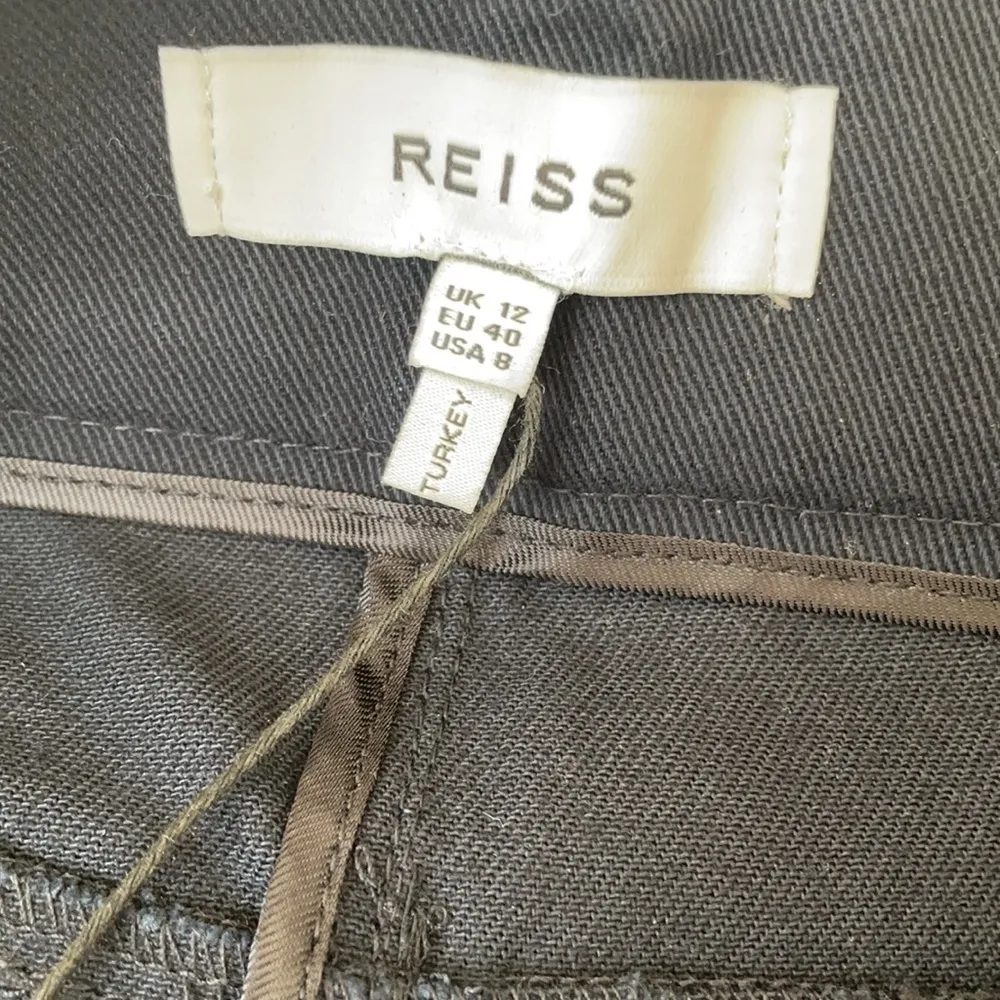 REISS
UK 12
EU 40
USA 8
TURKEY